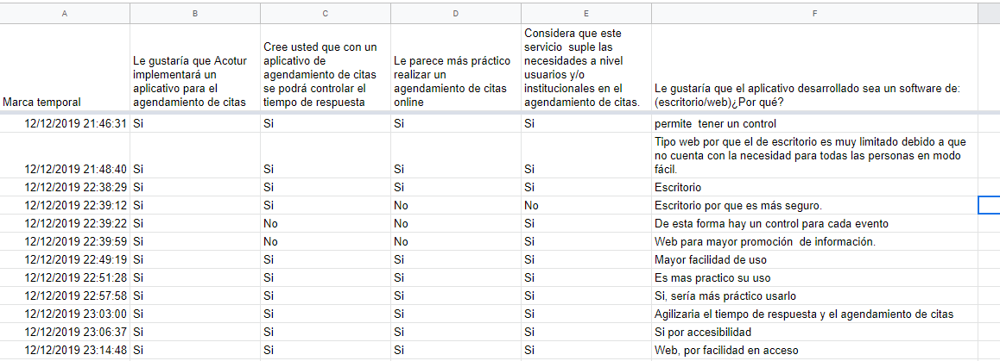 A B C D E F
Marca temporal
Le gustaría que Acotur
implementará un
aplicativo para el
agendamiento de citas
Cree usted que con un
aplicativo de
agendamiento de citas
se podrá controlar el
tiempo de respuesta
Le parece más práctico
realizar un
agendamiento de citas
online
Considera que este
servicio suple las
necesidades a nivel
usuarios y/o
institucionales en el
agendamiento de citas.
Le gustaría que el aplicativo desarrollado sea un software de:
(escritorio/web)¿Por qué?
12/12/2019 21:46:31 Si Si Si Si permite tener un control
12/12/2019 21:48:40 Si Si Si Si Tipo web por que el de escritorio es muy limitado debido a que
no cuenta con la necesidad para todas las personas en modo
fácil.
12/12/2019 22:38:29 Si Si Si Si Escritorio
12/12/2019 22:39:12 Si Si No No Escritorio por que es más seguro.
12/12/2019 22:39:22 Si No No Si De esta forma hay un control para cada evento
12/12/2019 22:39:59 Si No No Si Web para mayor promoción de información.
12/12/2019 22:49:19 Si Si Si Si Mayor facilidad de uso
12/12/2019 22:51:28 Si Si Si Si Es mas practico su uso
12/12/2019 22:57:58 Si Si Si Si Si, sería más práctico usarlo
12/12/2019 23:03:00 Si Si Si Si Agilizaria el tiempo de respuesta y el agendamiento de citas
12/12/2019 23:06:37 Si Si Si Si Si por accesibilidad
12/12/2019 23:14:48 Si Si Si Si Web, por facilidad en acceso